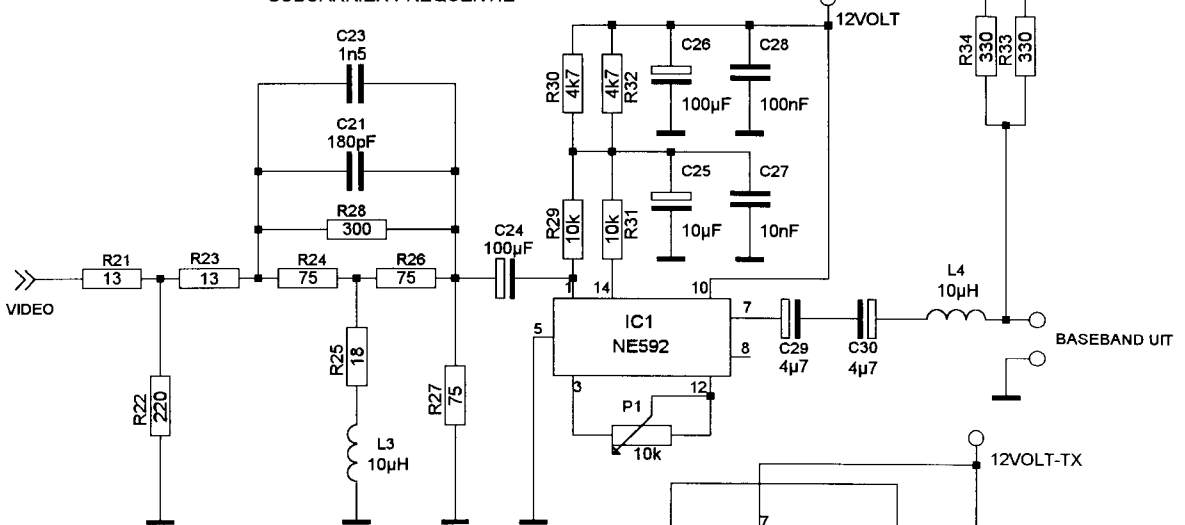 12VOLT
C23
1n5
C21
180pF
R28
300
R21
13
R23
13
R24
75
R26
75
VIDEO
R22
220
R25
18
L3
10µH
R27
75
C24
100µF
R30
4k7
4k7
R32
C26
100µF
C28
100nF
R29
10k
10k
R31
C25
10µF
C27
10nF
1
14
10
5
IC1
NE592
7
8
3
12
P1
10k
C29
4µ7
C30
4µ7
L4
10µH
R34
330
R33
330
BASEBAND UIT
12VOLT-TX
7